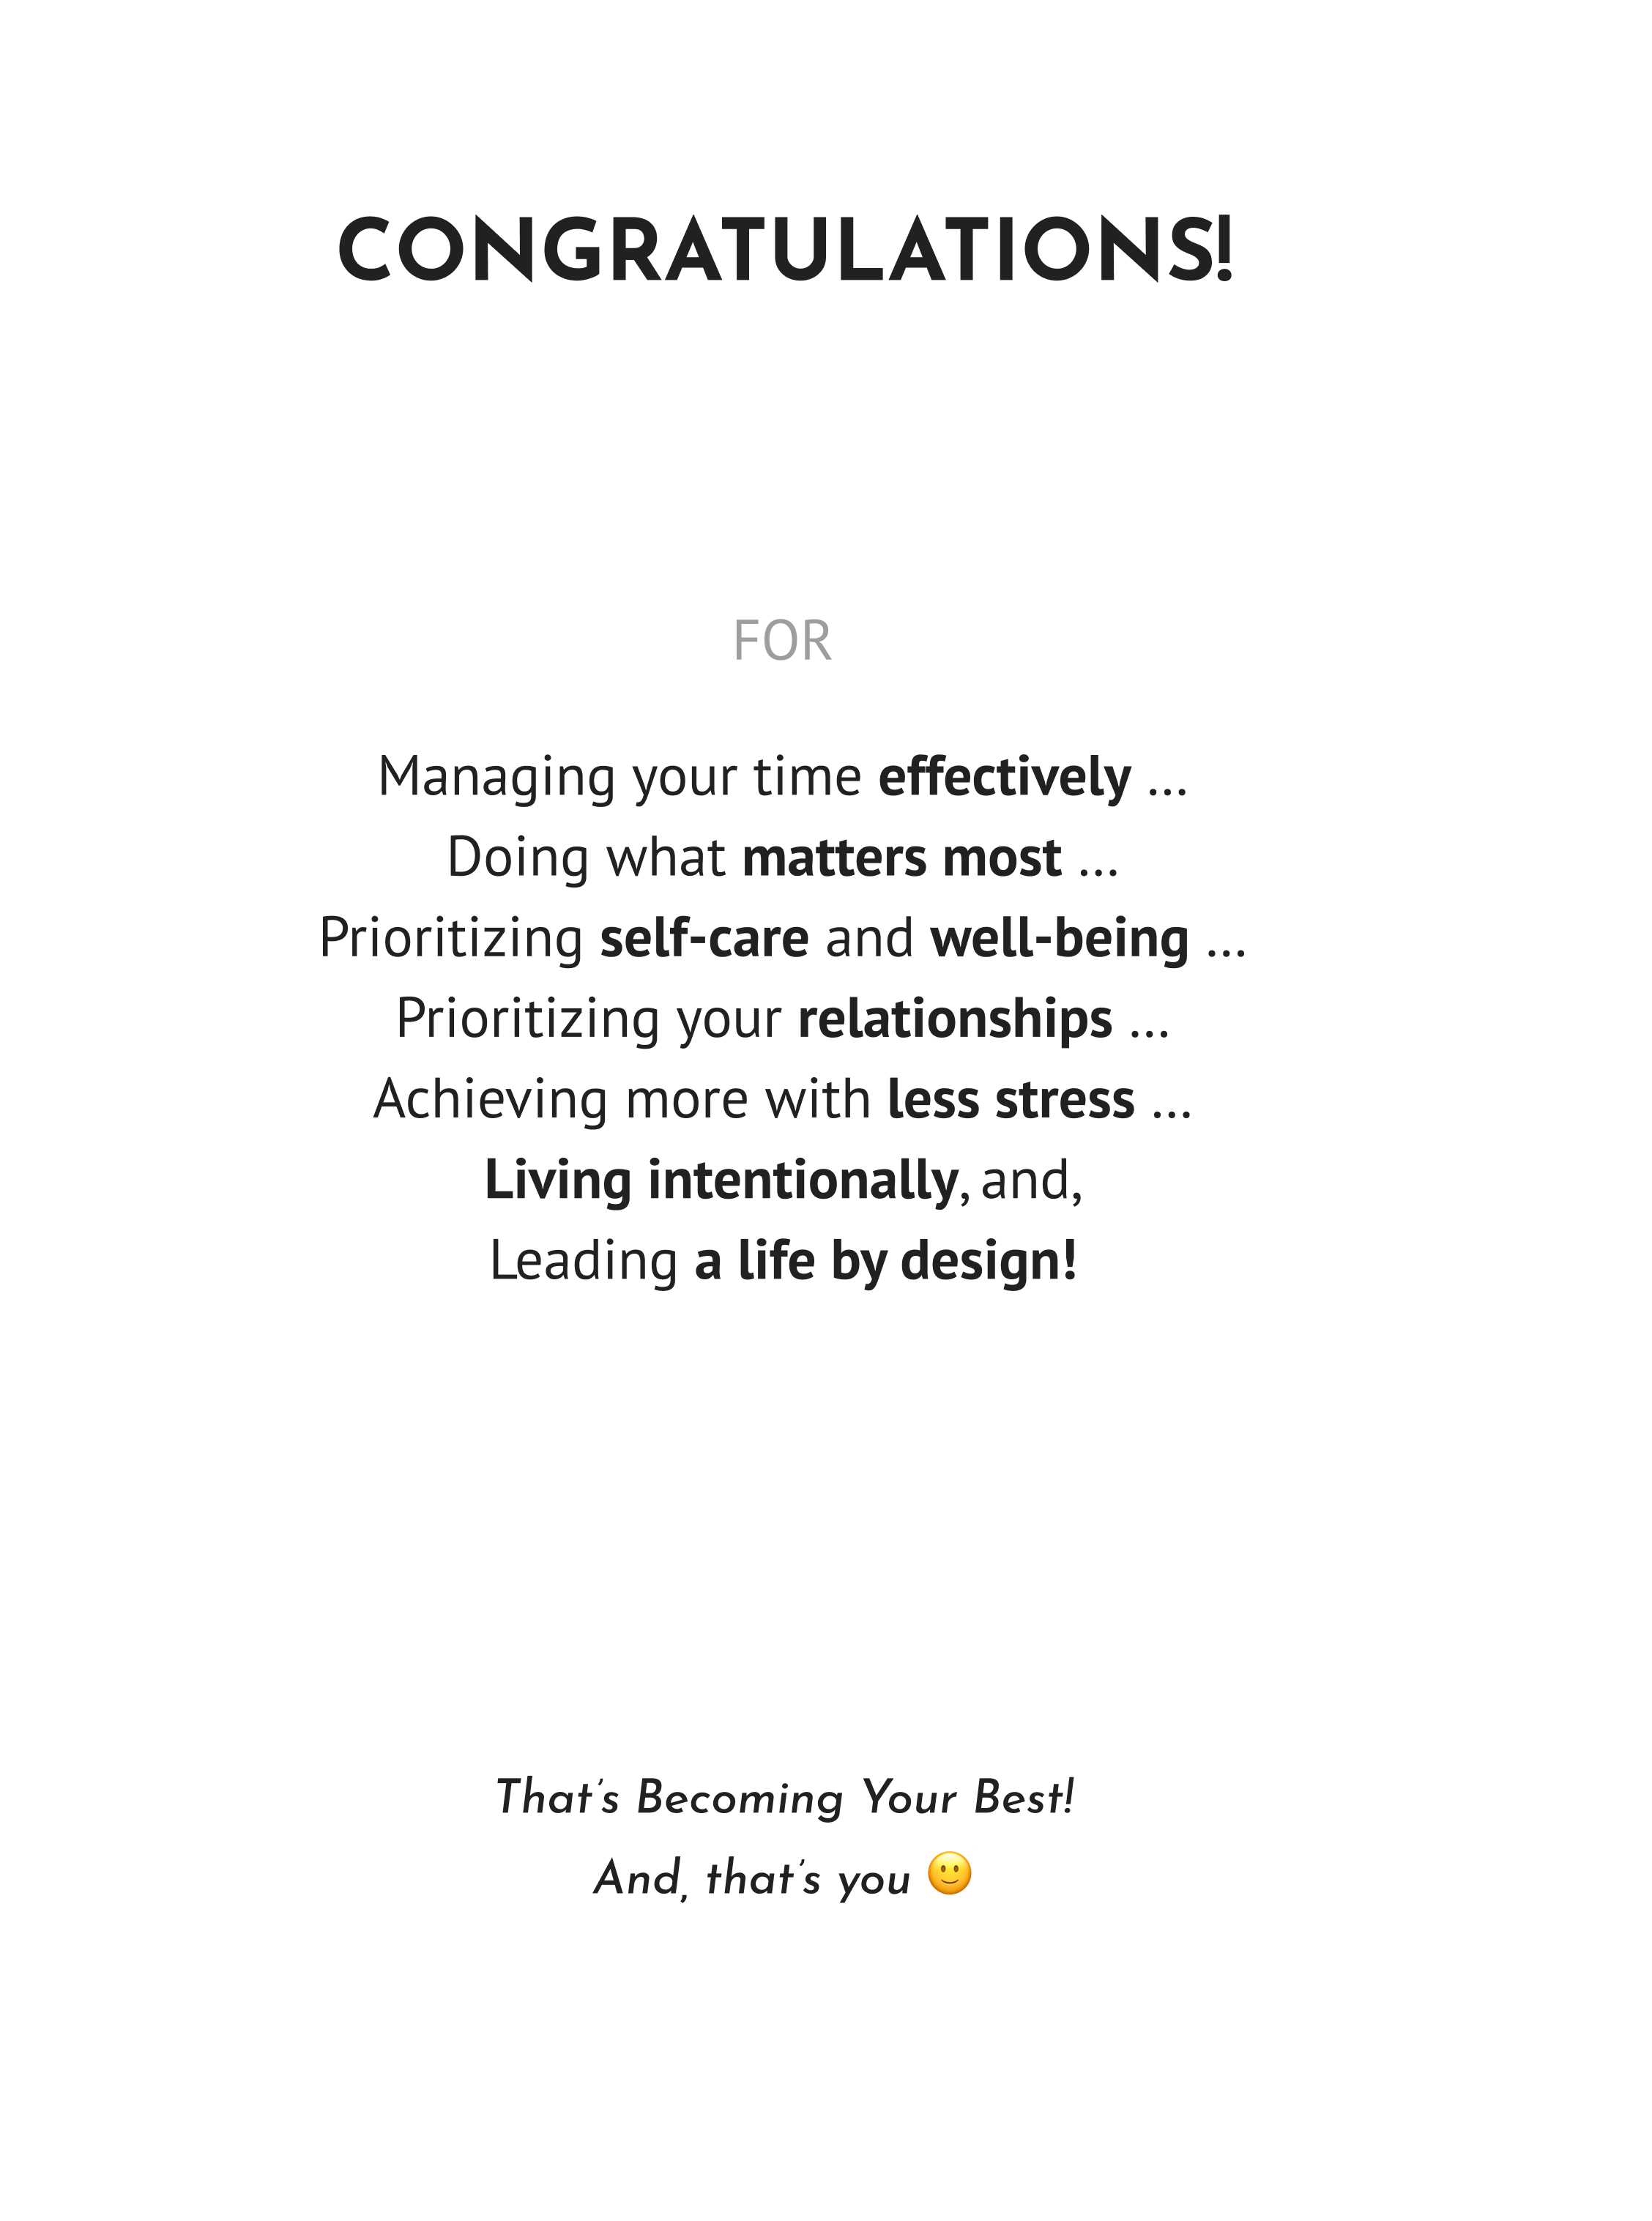 CONGRATULATIONS!
FOR
Managing your time effectively ...
Doing what matters most ...
Prioritizing self-care and well-being ...
Prioritizing your relationships ...
Achieving more with less stress ...
Living intentionally, and,
Leading a life by design!
That's Becoming Your Best!
And, that's you 🙂